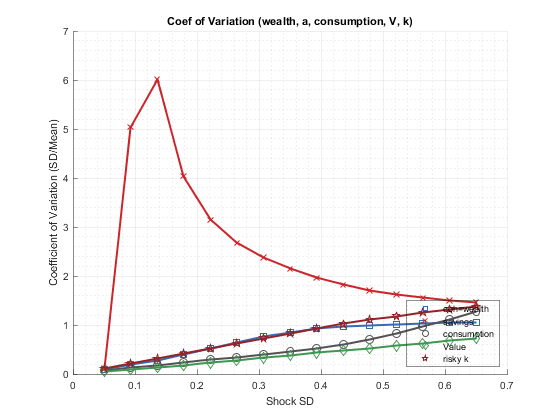 Coef of Variation (wealth, a, consumption, V, k)
Coefficient of Variation (SD/Mean)
7
6
5
4
3
2
1
0
0
0.1
0.2
0.3
0.4
0.5
0.6
0.7
Shock SD
savings
consumption
Value
risky k